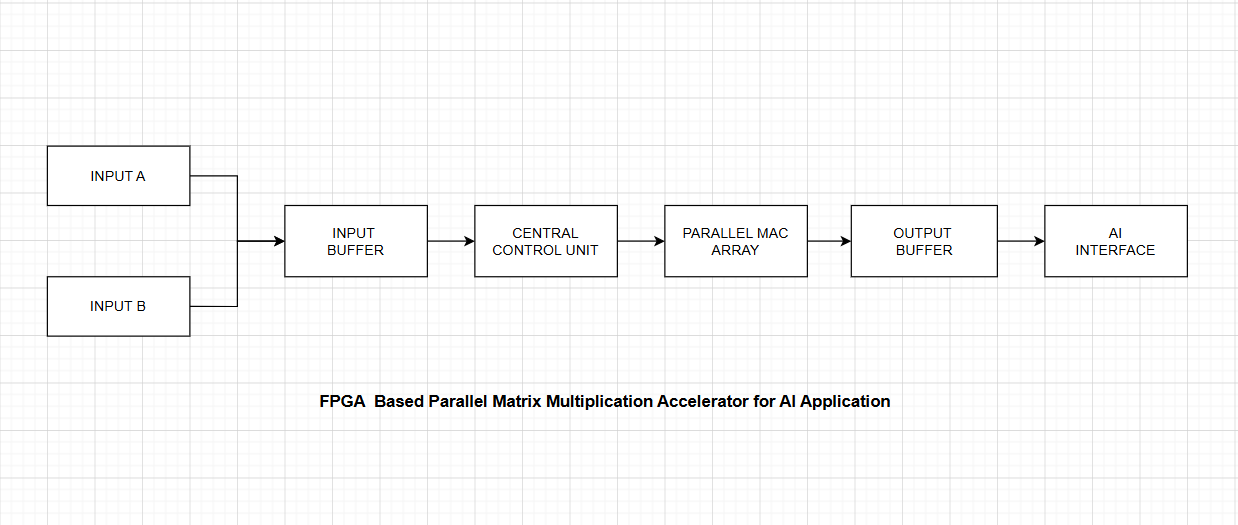 INPUT A
INPUT B
INPUT
BUFFER
CENTRAL
CONTROL UNIT
PARALLEL MAC
ARRAY
OUTPUT
BUFFER
AI
INTERFACE
FPGA  Based Parallel Matrix Multiplication Accelerator for AI Application